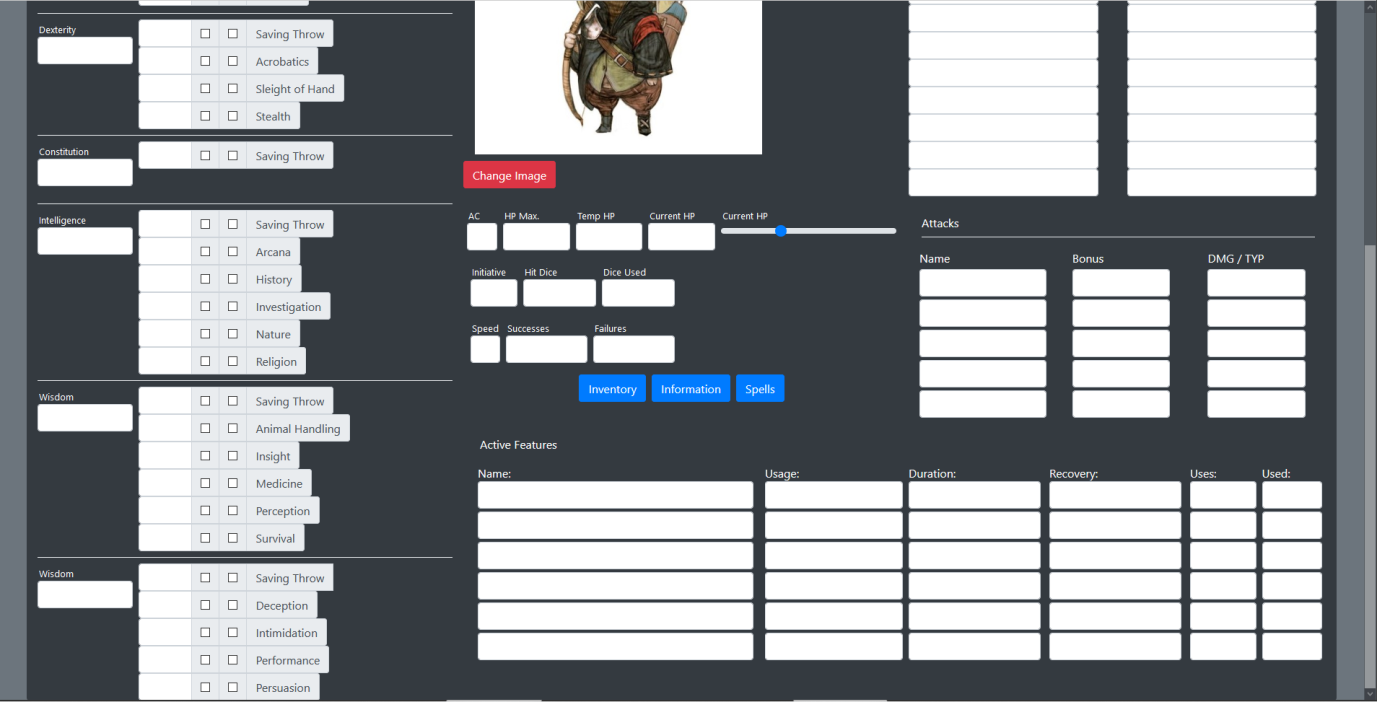 Dexterity
Saving Throw
Acrobatics
Sleight of Hand
Stealth
Constitution
Saving Throw
Intelligence
Saving Throw
Arcana
History
Investigation
Nature
Religion
Wisdom
Saving Throw
Animal Handling
Insight
Medicine
Perception
Survival
Wisdom
Saving Throw
Deception
Intimidation
Performance
Persuasion
Change Image
AC HP Max. Temp HP Current HP Current HP
Initiative Hit Dice Dice Used
Speed Successes Failures
Inventory Information Spells
Attacks
Name Bonus DMG / TYP
Active Features
Name: Usage: Duration: Recovery: Uses: Used: